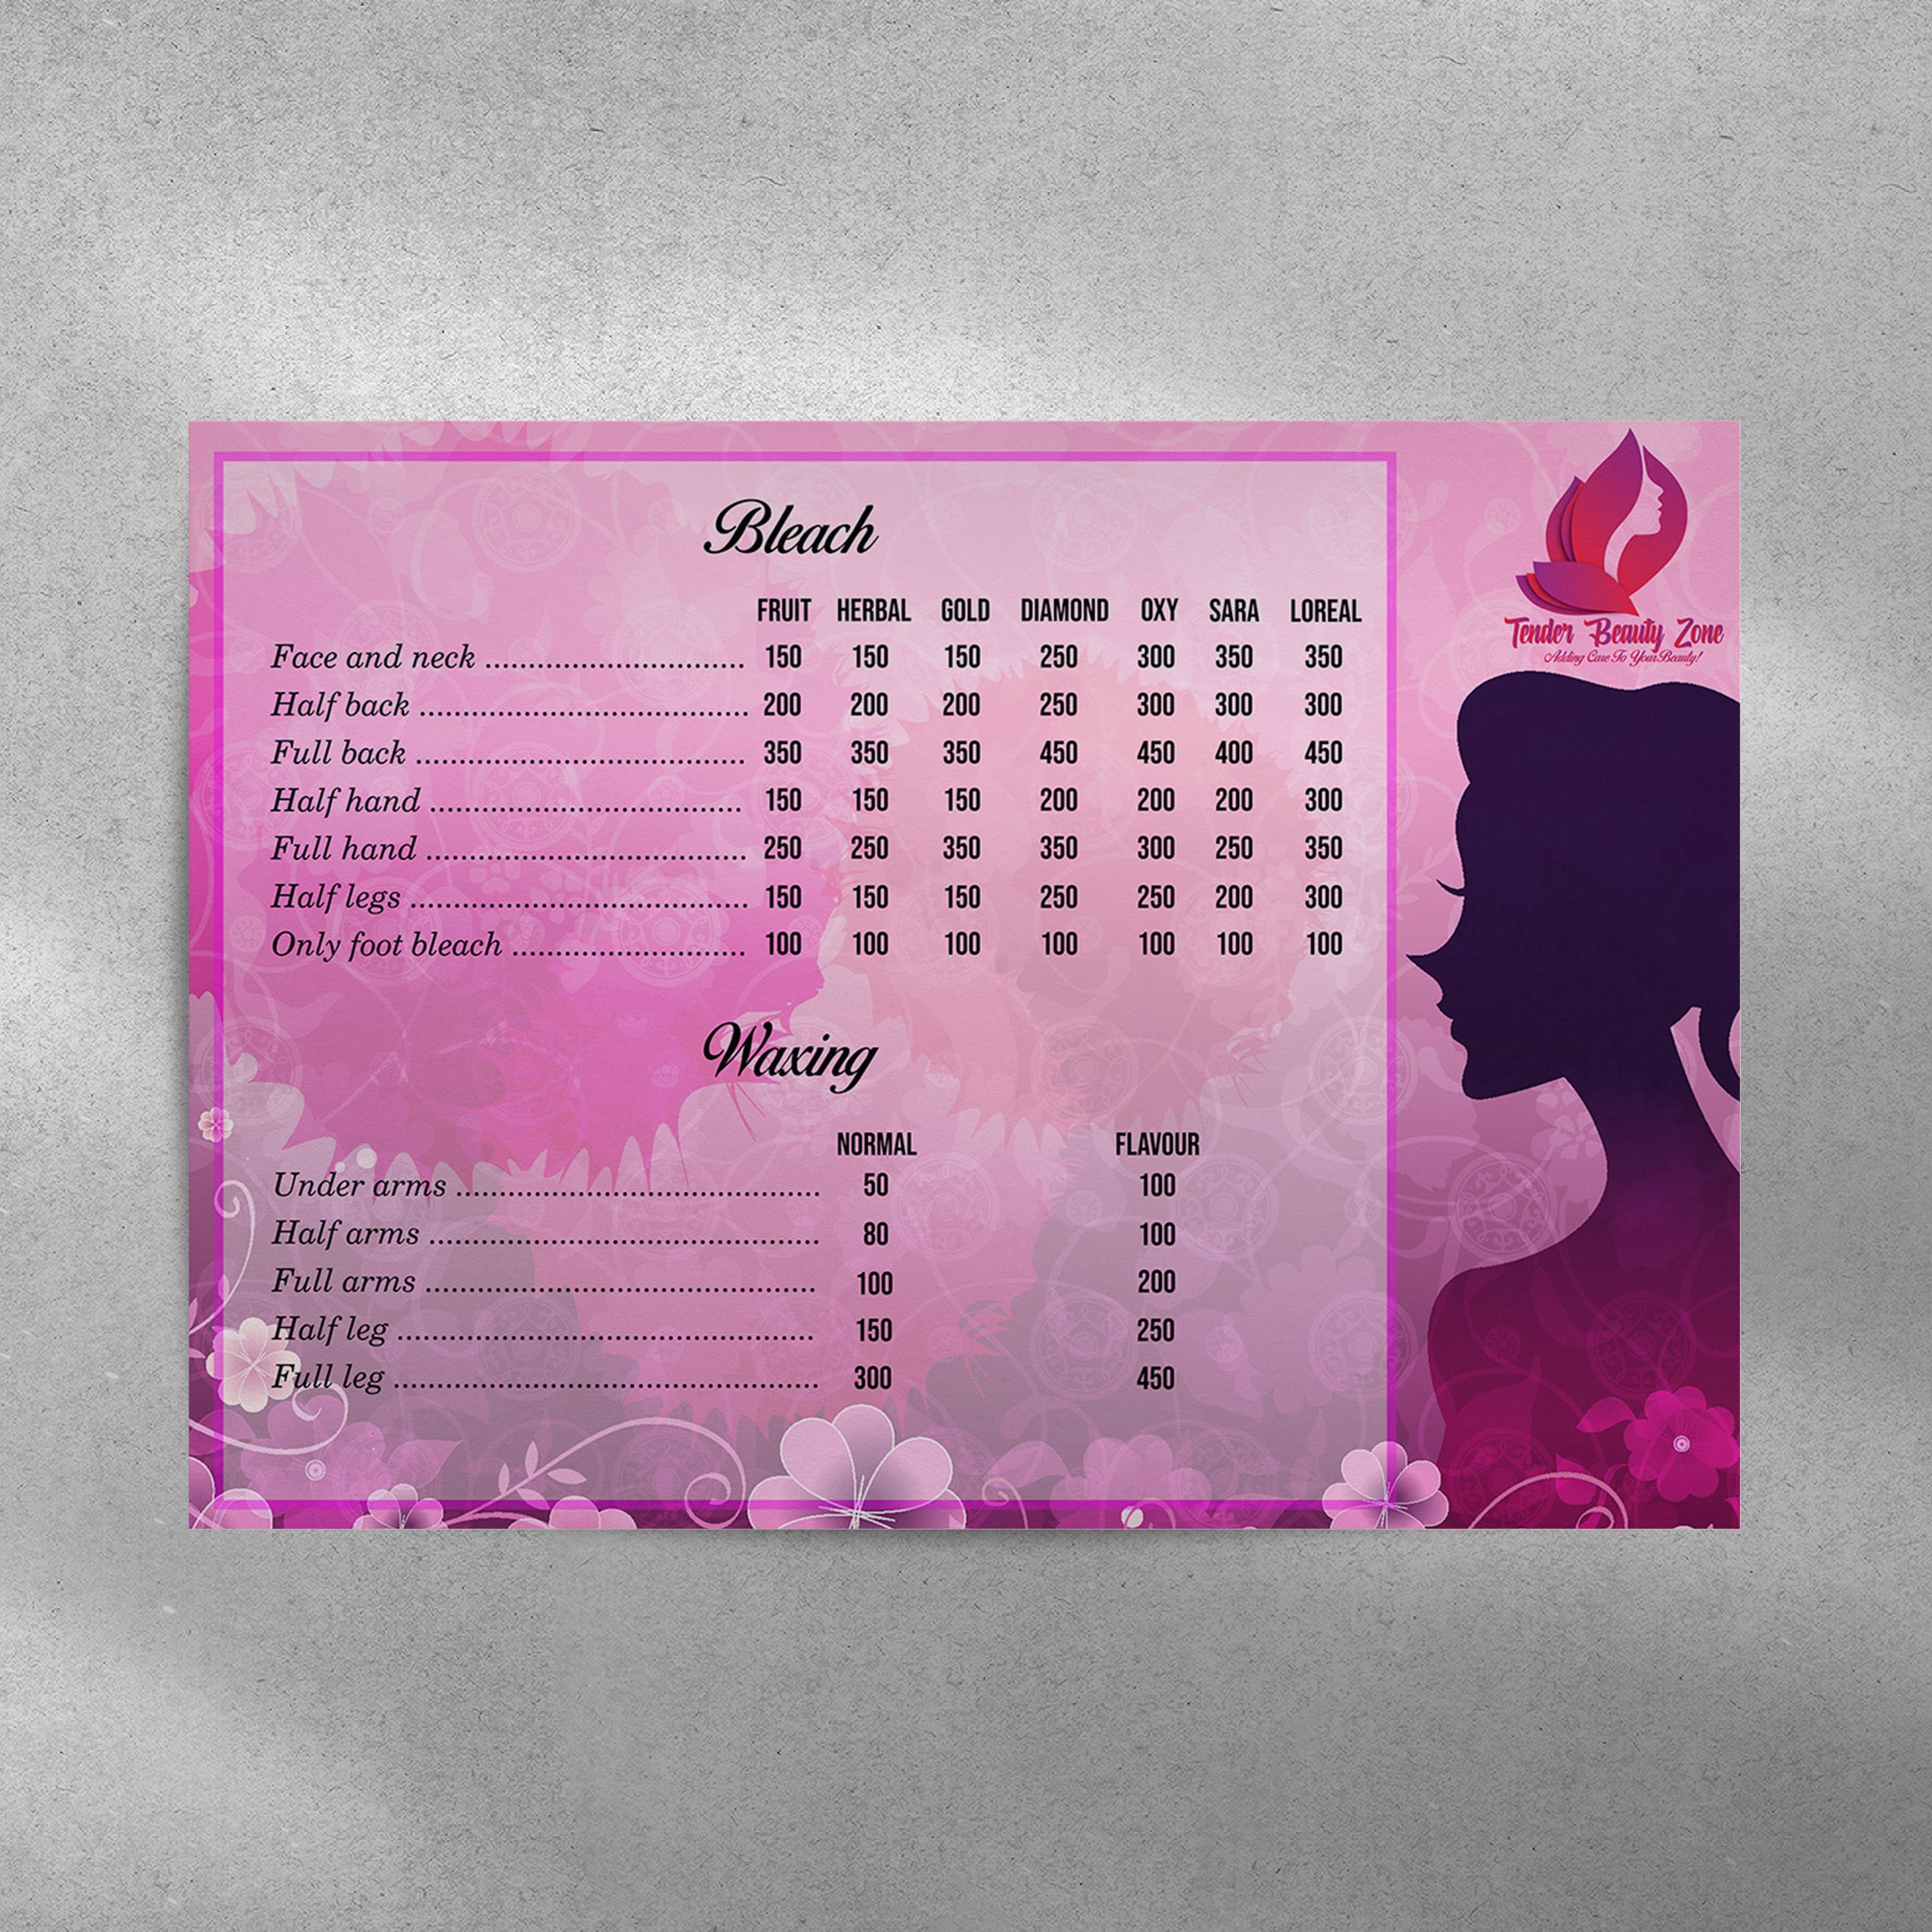 Bleach
FRUIT HERBAL GOLD DIAMOND OXY SARA LOREAL
Face and neck .............................. 150 150 150 250 300 350 350
Half back ...................................... 200 200 200 250 300 300 300
Full back ...................................... 350 350 350 450 450 400 450
Half hand .................................... 150 150 150 200 200 200 300
Full hand ..................................... 250 250 350 350 300 250 350
Half legs ....................................... 150 150 150 250 250 200 300
Only foot bleach ........................... 100 100 100 100 100 100 100
Waxing
NORMAL FLAVOUR
Under arms .......................................... 50 100
Half arms ............................................. 80 100
Full arms ............................................. 100 200
Half leg ................................................ 150 250
Full leg ................................................. 300 450
Tender Beauty Zone
Adding Care To Your Beauty!